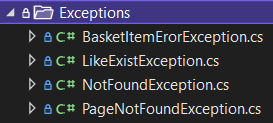 Exceptions
C# BasketItemErorException.cs
C# LikeExistException.cs
C# NotFoundException.cs
C# PageNotFoundException.cs